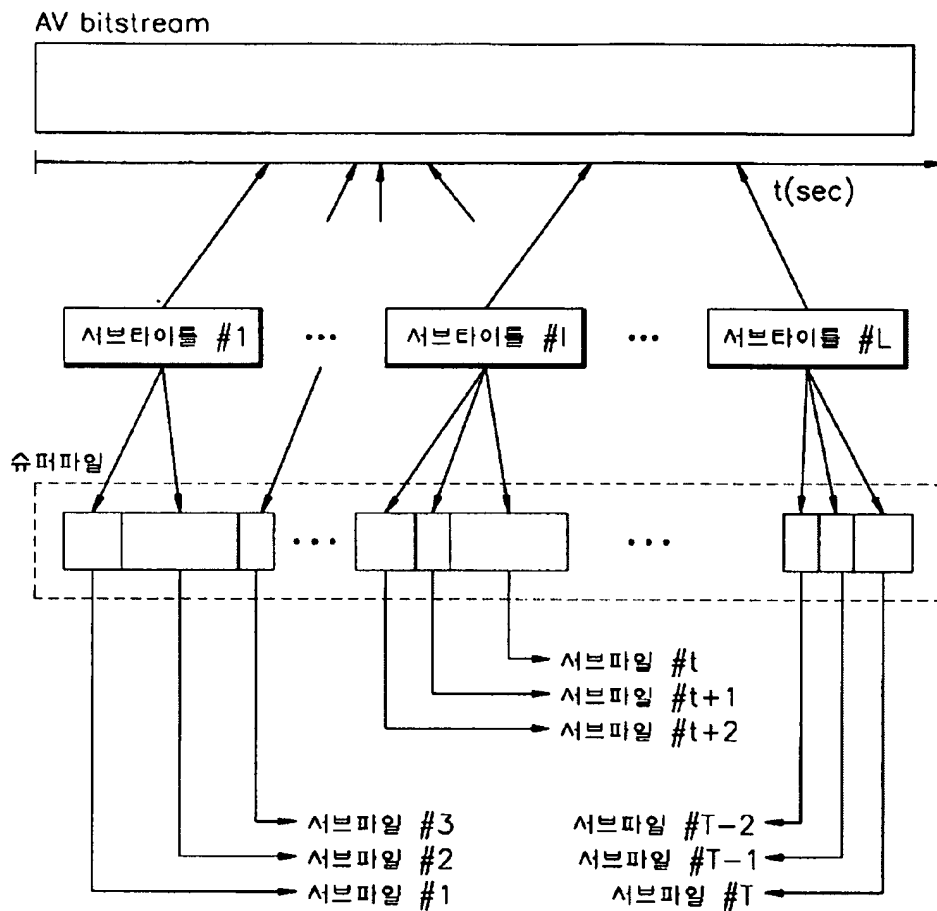 AV bitstream
t(sec)
서브타이틀 #1
서브타이틀 #l
서브타이틀 #L
슈퍼파일
서브파일 #t
서브파일 #t+1
서브파일 #t+2
서브파일 #3
서브파일 #2
서브파일 #1
서브파일 #T-2
서브파일 #T-1
서브파일 #T